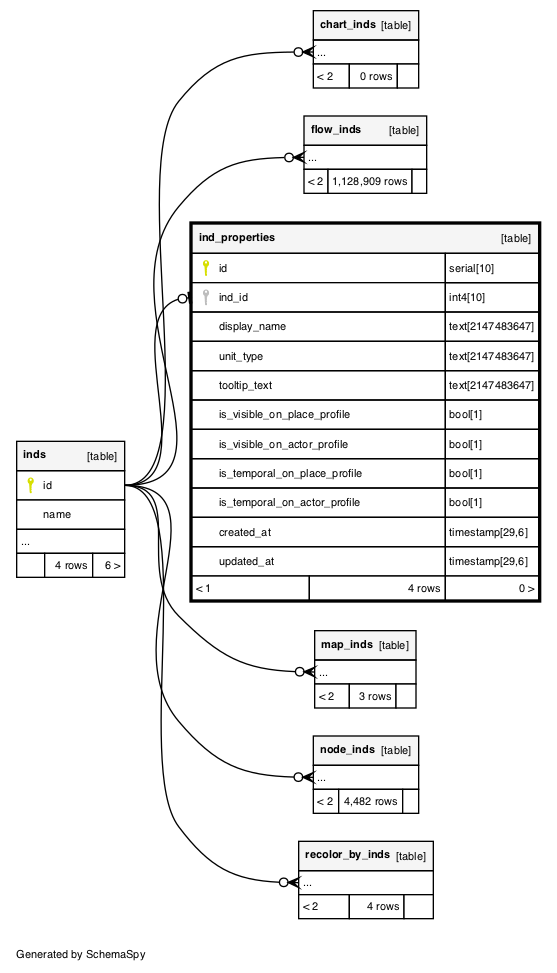 chart_inds [table]
...
< 2 0 rows
flow_inds [table]
...
< 2 1,128,909 rows
ind_properties [table]
id serial[10]
ind_id int4[10]
display_name text[2147483647]
unit_type text[2147483647]
tooltip_text text[2147483647]
is_visible_on_place_profile bool[1]
is_visible_on_actor_profile bool[1]
is_temporal_on_place_profile bool[1]
is_temporal_on_actor_profile bool[1]
created_at timestamp[29,6]
updated_at timestamp[29,6]
< 1 4 rows 0 >
inds [table]
id
name
...
4 rows 6 >
map_inds [table]
...
< 2 3 rows
node_inds [table]
...
< 2 4,482 rows
recolor_by_inds [table]
...
< 2 4 rows
Generated by SchemaSpy